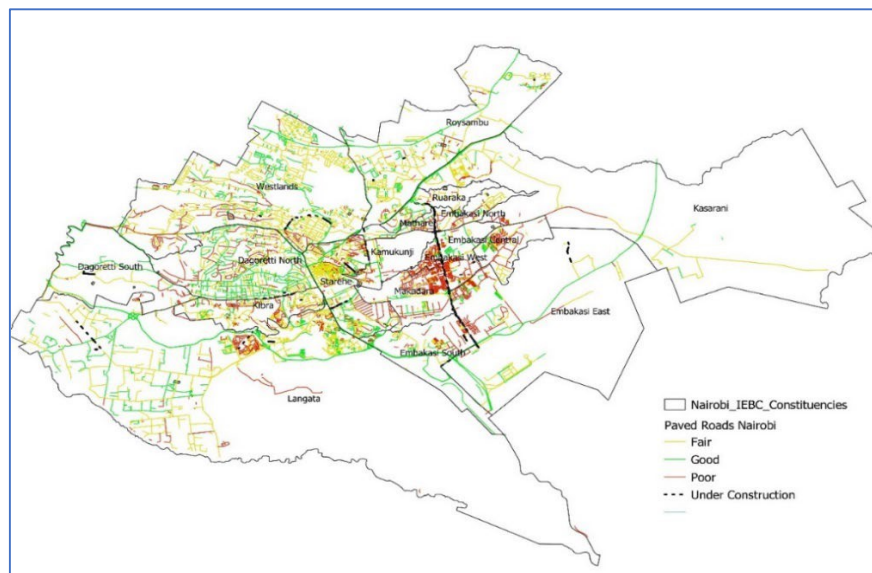 Roysambu
Kasarani
Westlands
Ruaraka
Embakasi North
Mathare
Embakasi Central
Kamukunji
Embakasi West
Dagoretti North
Dagoretti South
Starehe
Makadara
Kibra
Embakasi East
Embakasi South
Langata
Nairobi_IEBC_Constituencies
Paved Roads Nairobi
Fair
Good
Poor
Under Construction